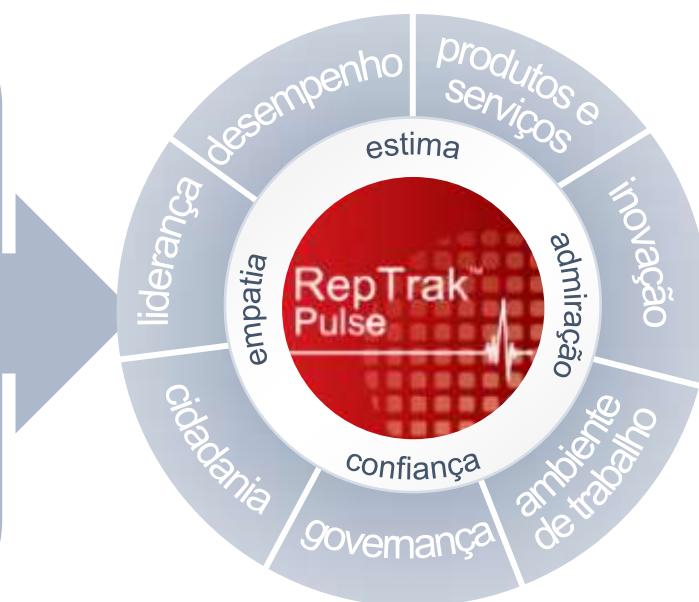 desempenho
produtos e
serviços
inovação
ambiente
de trabalho
governança
cidadania
liderança
estima
admiração
confiança
empatia
RepTrak™
Pulse